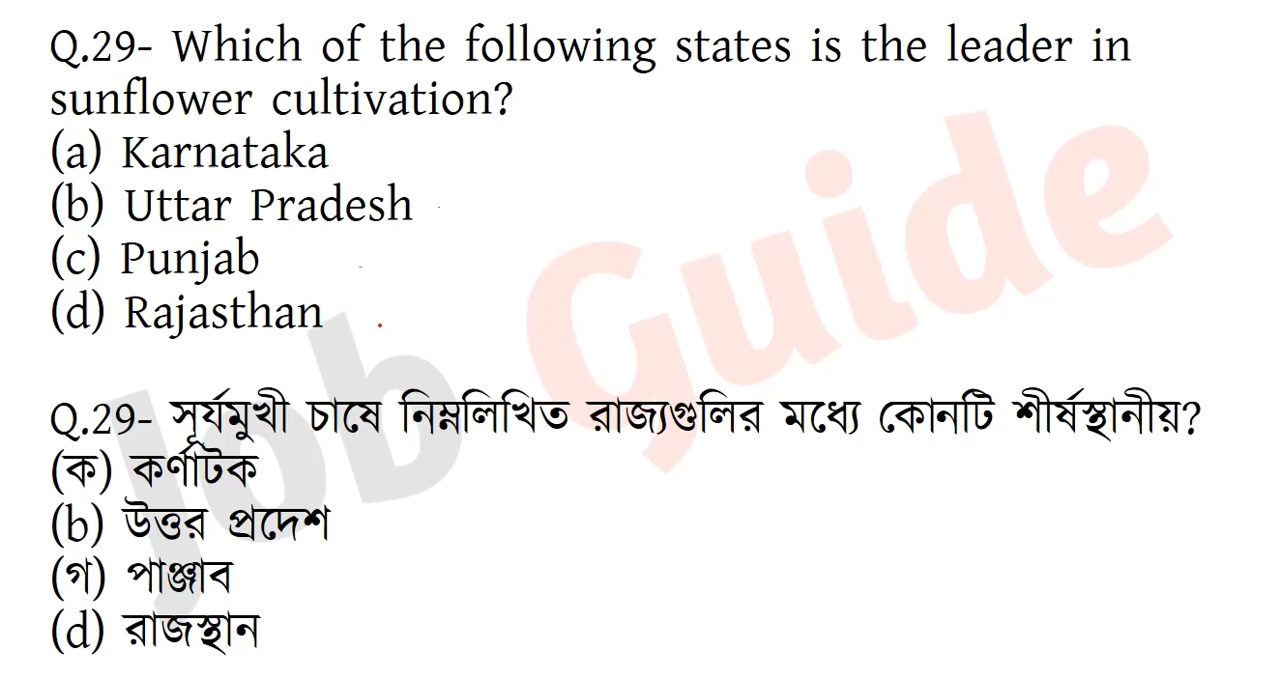 Q.29- Which of the following states is the leader in
sunflower cultivation?
(a) Karnataka
(b) Uttar Pradesh
(c) Punjab
(d) Rajasthan
Q.29- সূর্যমুখী চাষে নিম্নলিখিত রাজ্যগুলির মধ্যে কোনটি শীর্ষস্থানীয়?
(ক) কর্ণাটক
(b) উত্তর প্রদেশ
(গ) পাঞ্জাব
(d) রাজস্থান
Job Guide